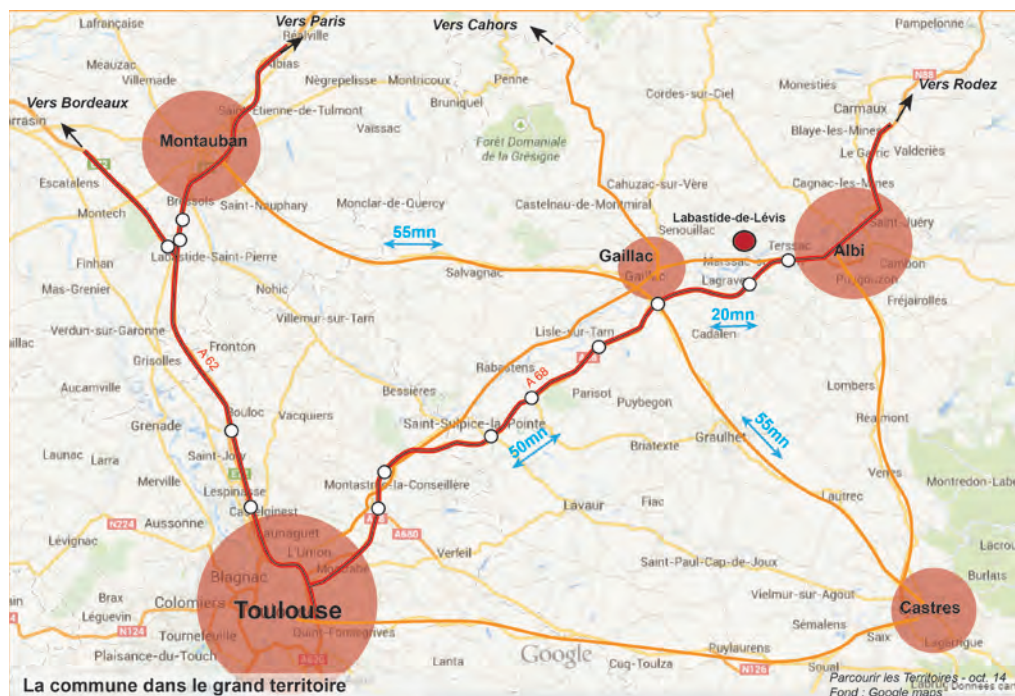 Vers Paris
Vers Cahors
Lafrançaise
Réalville
Pampelonne
Meauzac
Albias
Nègrepelisse
Montricoux
Penne
N88
Villemade
Monestiés
Vers Rodez
Vers Bordeaux
Bruniquel
Cordes-sur-Ciel
Carmaux
Saint-Etienne de-Tulmont
Blaye-les-Mines
Montauban
Vaïssac
Forêt Domaniale
de la Grésigne
Le Garric
Valderiès
Escatalens
Cahuzac-sur-Vère
Cagnac-les-Mines
Bressols
Saint-Nauphary
Monclar-de-Quercy
Castelnau-de-Montmiral
Labastide-de-Lévis
Saint-Juéry
Montech
55mn
Senouillac
Terssac
Albi
Finhan
Labastide-Saint-Pierre
Gaillac
Gaillac
Cambon
Salvagnac
Lagrave
Puygouzon
Mas-Grenier
Nohic
Fréjairolles
Verdun-sur-Garonne
Villemur-sur-Tarn
Lisle-sur-Tarn
20mn
Cadalen
Grisolles
A 62
Fronton
Rabastens
A 68
Aucamville
Bessières
Parisot
Lombers
Puybegon
Grenade
Bouloc
Vacquiers
Saint-Sulpice-la-Pointe
55mn
Réalmont
Graulhet
50mn
Briatexte
Launac
Larra
Saint-Jory
Merville
Lespinasse
Montastruc-la-Conseillère
Lautrec
Montredon-Labe
Castelginest
Lavaur
Fiac
N224
Aussonne
L'Union
A680
Verfeil
Lévignac
Saint-Paul-Cap-de-Joux
Blagnac
Burlats
Brax
Colomiers
Toulouse
Vielmur-sur-Agout
Castres
Léguevin
N124
N124
Sémalens
Saix
Tournefeuille
Quint-Fonsegrives
Puylaurens
Plaisance-du-Touch
Lanta
Google
Cuq-Toulza
N126
Soual
La commune dans le grand territoire
Parcourir les Territoires - oct. 14
Fond : Google maps